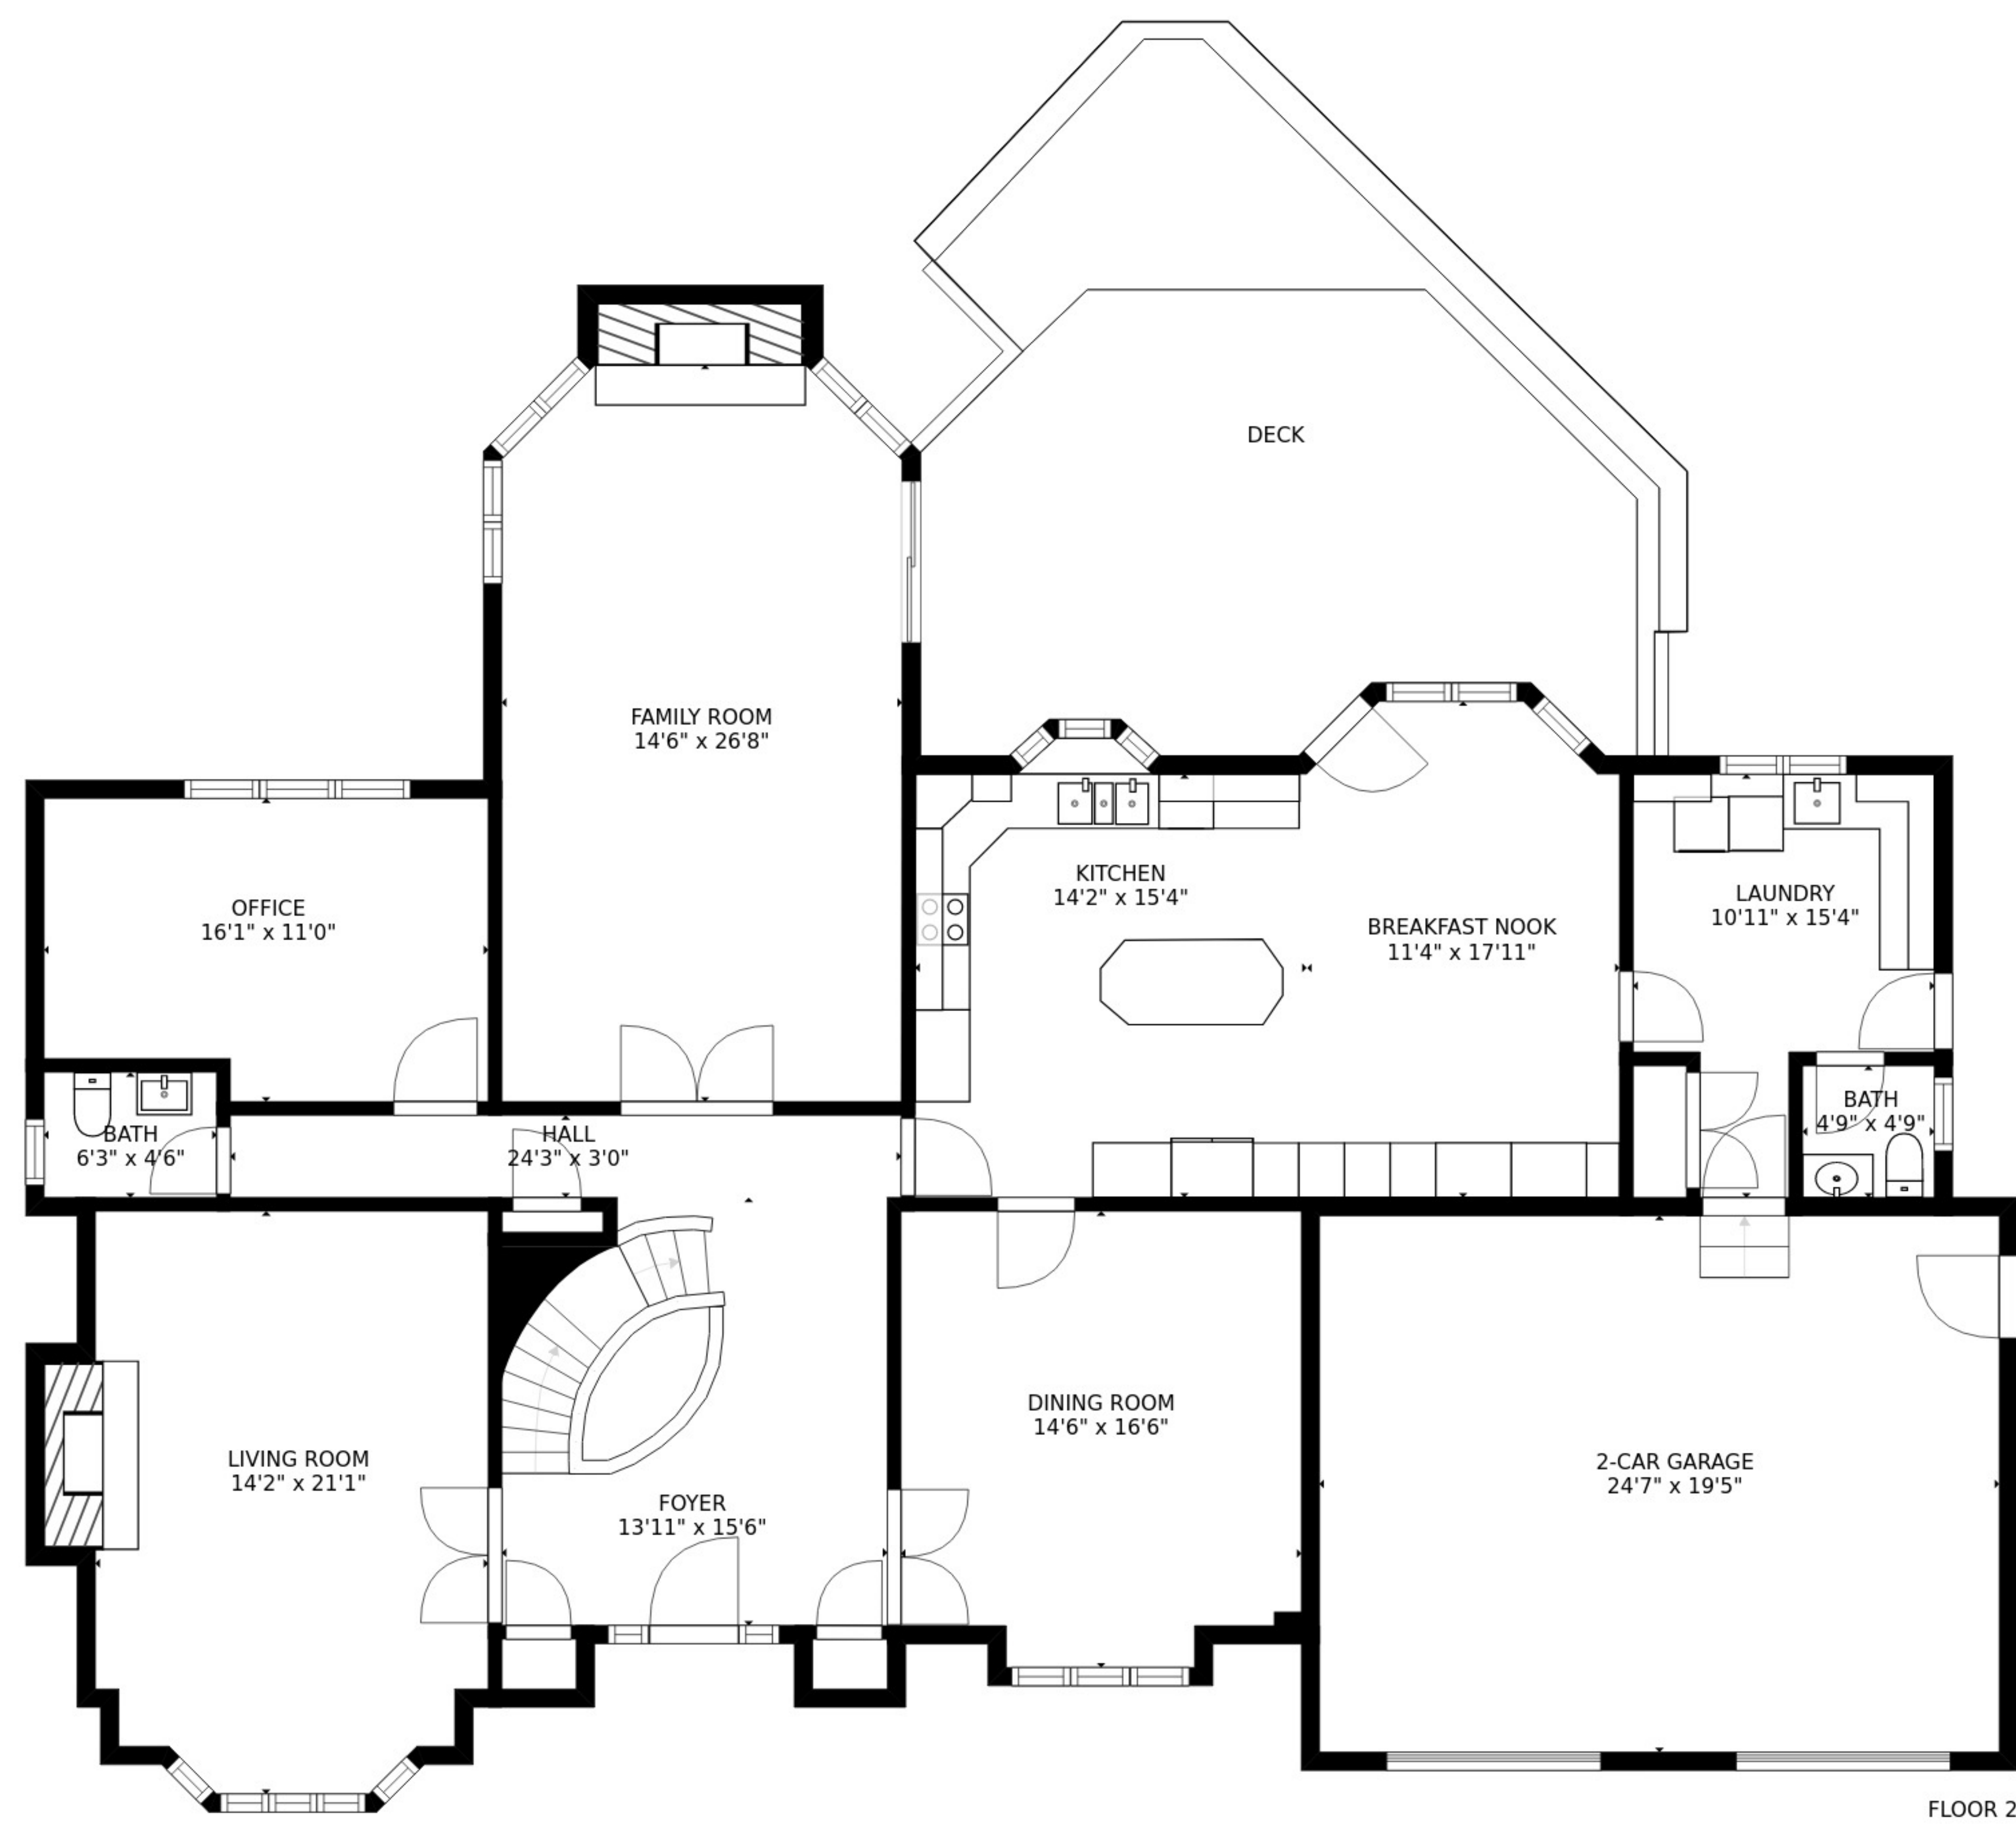 DECK
FAMILY ROOM
14'6" x 26'8"
KITCHEN
14'2" x 15'4"
LAUNDRY
10'11" x 15'4"
OFFICE
16'1" x 11'0"
BREAKFAST NOOK
11'4" x 17'11"
BATH
4'9" x 4'9"
BATH
6'3" x 4'6"
HALL
24'3" x 3'0"
DINING ROOM
14'6" x 16'6"
LIVING ROOM
14'2" x 21'1"
2-CAR GARAGE
24'7" x 19'5"
FOYER
13'11" x 15'6"
FLOOR 2